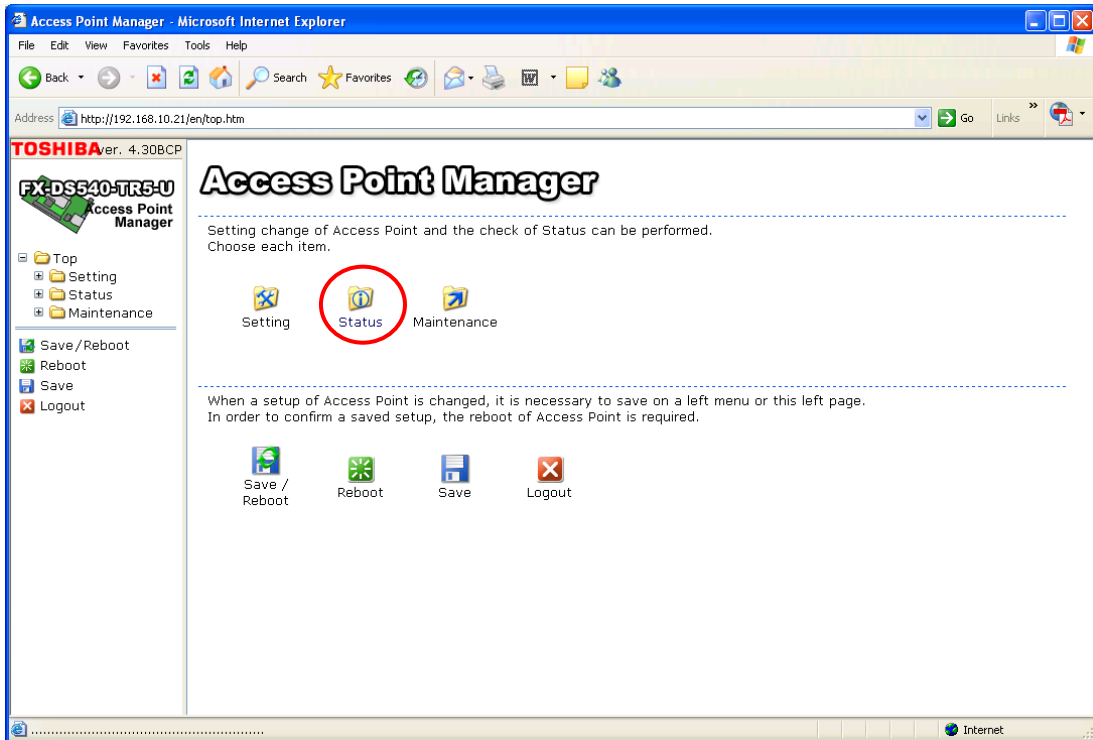 Access Point Manager - Microsoft Internet Explorer
File Edit View Favorites Tools Help
Back Search Favorites
Address http://192.168.10.21/en/top.htm Go Links »
TOSHIBA ver. 4.30BCP
FX-DS540-TR5-U
Access Point
Manager
Top
Setting
Status
Maintenance
Save/Reboot
Reboot
Save
Logout
Access Point Manager
Setting change of Access Point and the check of Status can be performed.
Choose each item.
Setting Status Maintenance
When a setup of Access Point is changed, it is necessary to save on a left menu or this left page.
In order to confirm a saved setup, the reboot of Access Point is required.
Save /
Reboot
Reboot Save Logout
Internet